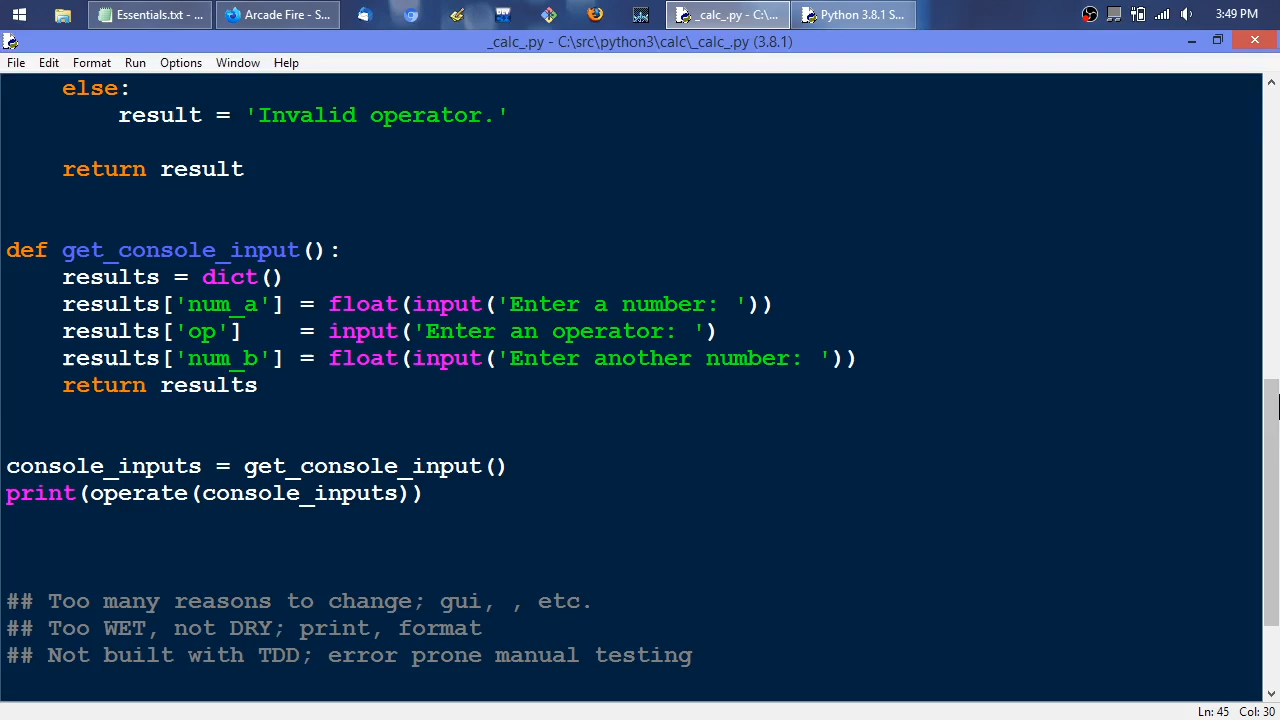 Essentials.txt - ...
Arcade Fire - S...
_calc_.py - C:\...
Python 3.8.1 S...
3:49 PM
_calc_.py - C:\src\python3\calc\_calc_.py (3.8.1)
File Edit Format Run Options Window Help
    else:
        result = 'Invalid operator.'
    return result
def get_console_input():
    results = dict()
    results['num_a'] = float(input('Enter a number: '))
    results['op']    = input('Enter an operator: ')
    results['num_b'] = float(input('Enter another number: '))
    return results
console_inputs = get_console_input()
print(operate(console_inputs))
## Too many reasons to change; gui, , etc.
## Too WET, not DRY; print, format
## Not built with TDD; error prone manual testing
Ln: 45 Col: 30